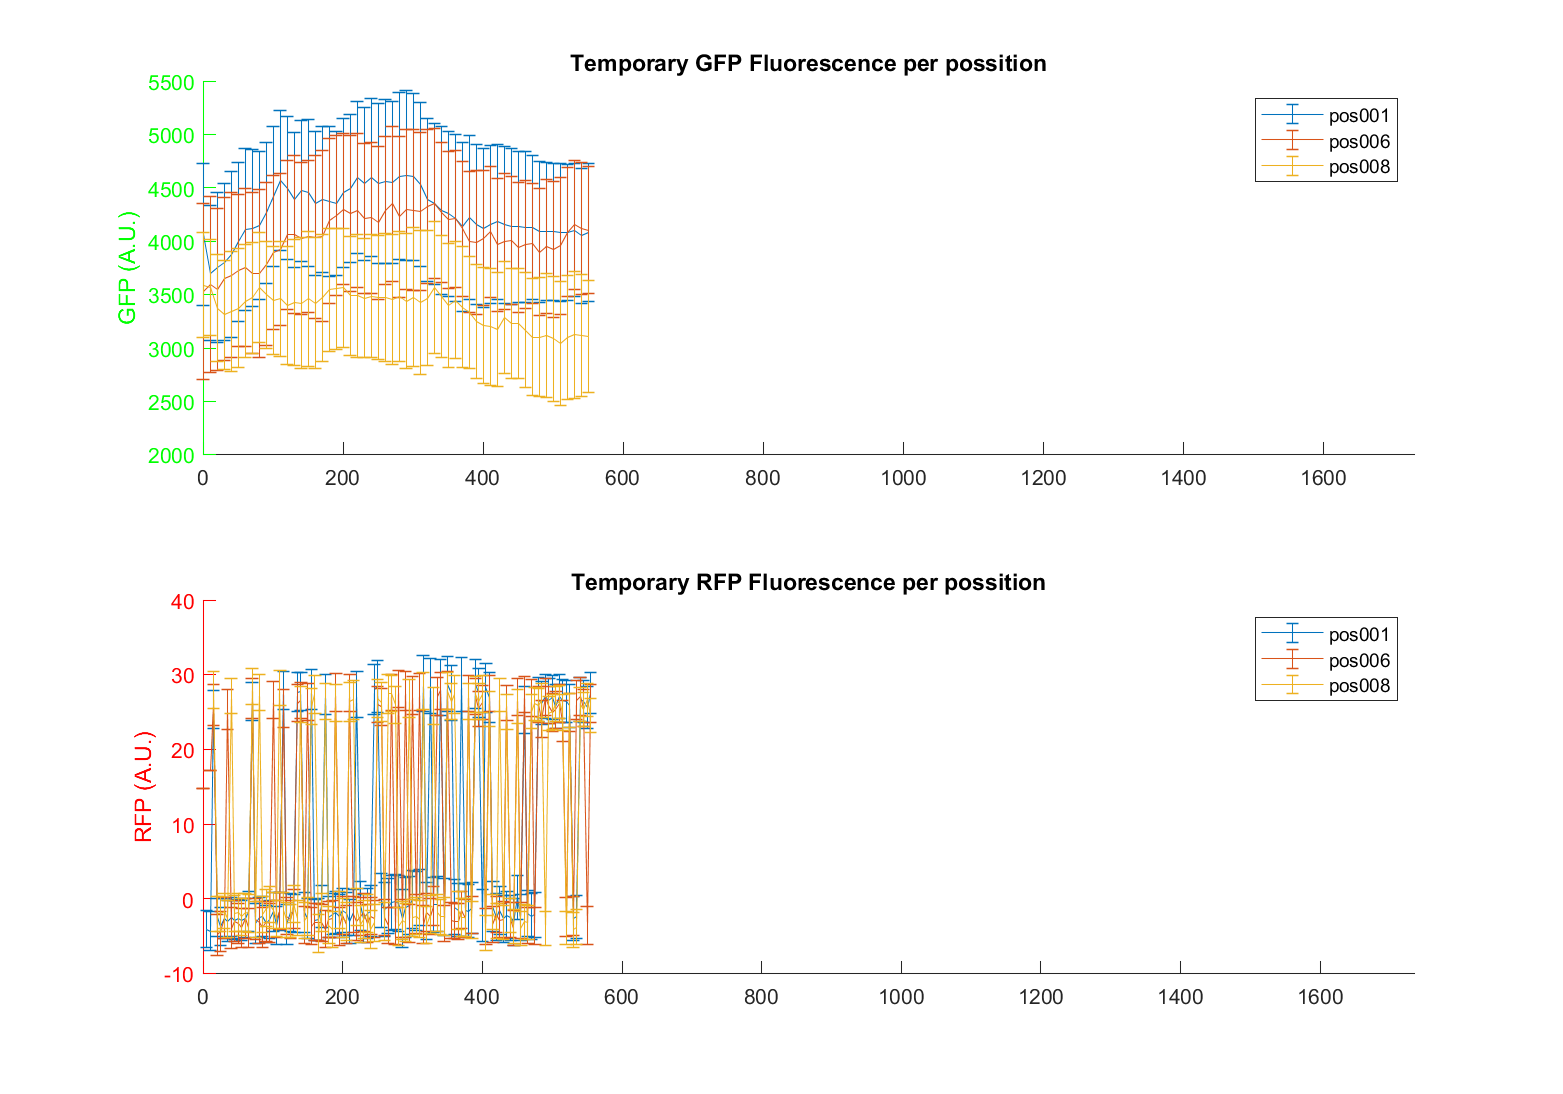 Temporary GFP Fluorescence per possition
5500
5000
4500
4000
3500
3000
2500
2000
GFP (A.U.)
0 200 400 600 800 1000 1200 1400 1600
pos001
pos006
pos008
Temporary RFP Fluorescence per possition
40
30
20
10
0
-10
RFP (A.U.)
0 200 400 600 800 1000 1200 1400 1600
pos001
pos006
pos008